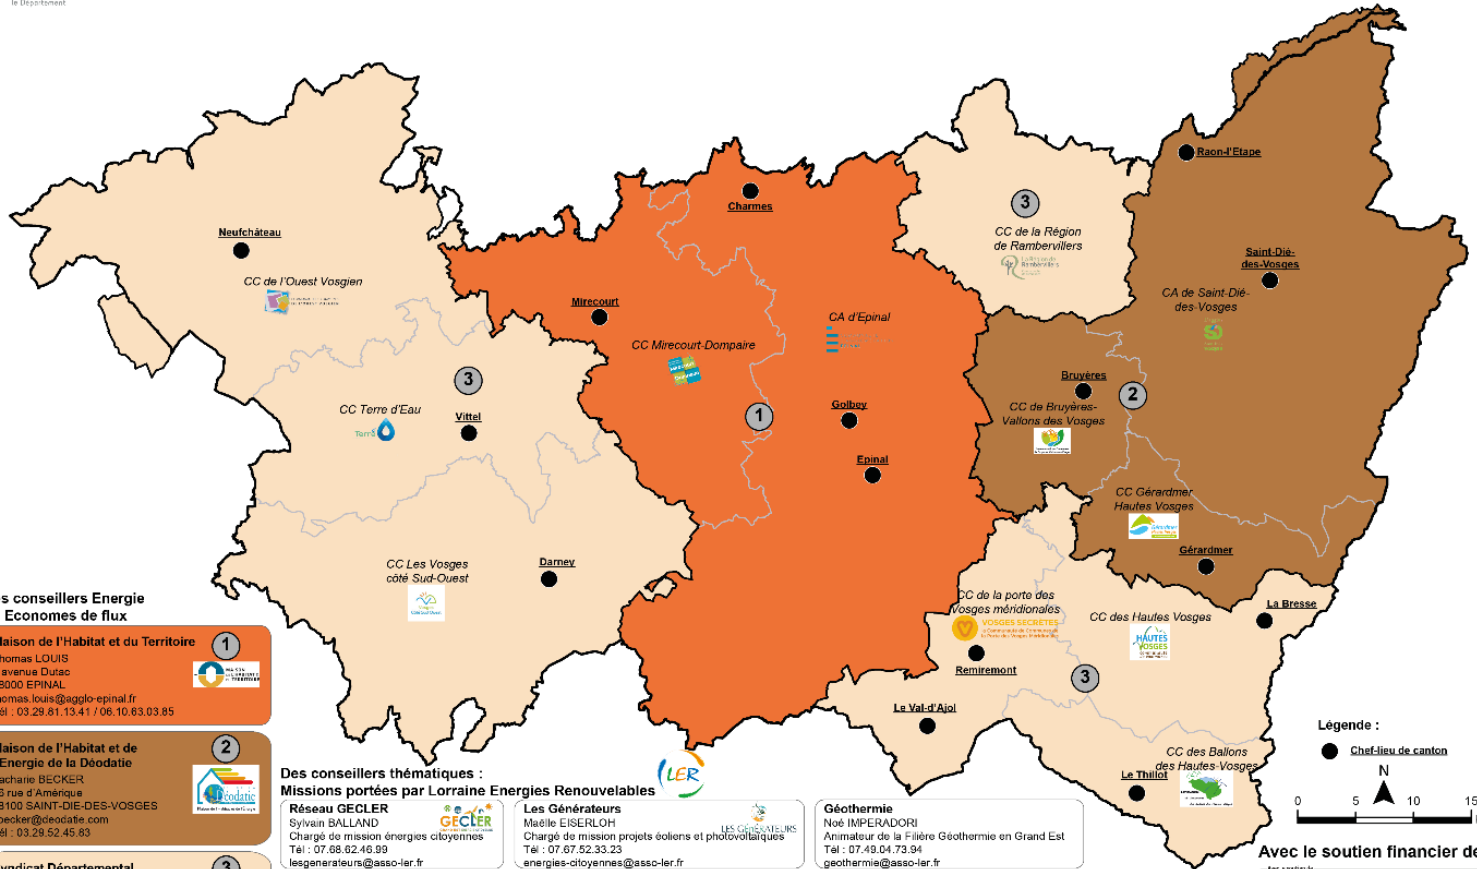 le Département
Raon-l'Etape
Charmes
3
CC de la Région
de Rambervillers
La Région de
Rambervillers
Neufchâteau
Saint-Dié-
des-Vosges
CC de l'Ouest Vosgien
CA de Saint-Dié-
des-Vosges
Mirecourt
CA d'Epinal
CC Mirecourt-Dompaire
3
Bruyères
2
CC Terre d'Eau
Vittel
Terre
1
Golbey
CC de Bruyères-
Vallons des Vosges
Epinal
CC Gérardmer
Hautes Vosges
Gérardmer
Gérardmer
CC Les Vosges
côté Sud-Ouest
Darney
CC de la porte des
Vosges méridionales
VOSGES SECRÈTES
CC des Hautes Vosges
HAUTES
VOSGES
La Bresse
Remiremont
3
Le Val-d'Ajol
CC des Ballons
des Hautes-Vosges
Le Thillot
es conseillers Energie
Economes de flux
Maison de l'Habitat et du Territoire
1
homas LOUIS
avenue Dutac
8000 EPINAL
homas.louis@agglo-epinal.fr
él : 03.29.81.13.41 / 06.10.63.03.85
MAISON
Maison de l'Habitat et de
Energie de la Déodatie
2
acharie BECKER
6 rue d'Amérique
8100 SAINT-DIE-DES-VOSGES
becker@deodatie.com
él : 03.29.52.45.83
Déodatie
yndicat Départemental
3
Des conseillers thématiques :
Missions portées par Lorraine Energies Renouvelables
LER
Réseau GECLER
Sylvain BALLAND
Chargé de mission énergies citoyennes
Tél : 07.68.62.46.99
lesgenerateurs@asso-ler.fr
GECLER
Les Générateurs
Maëlle EISERLOH
Chargé de mission projets éoliens et photovoltaïques
Tél : 07.67.52.33.23
energies-citoyennes@asso-ler.fr
LES GÉNÉRATEURS
Géothermie
Noé IMPERADORI
Animateur de la Filière Géothermie en Grand Est
Tél : 07.49.04.73.94
geothermie@asso-ler.fr
Légende :
Chef-lieu de canton
N
0 5 10 15
Avec le soutien financier de